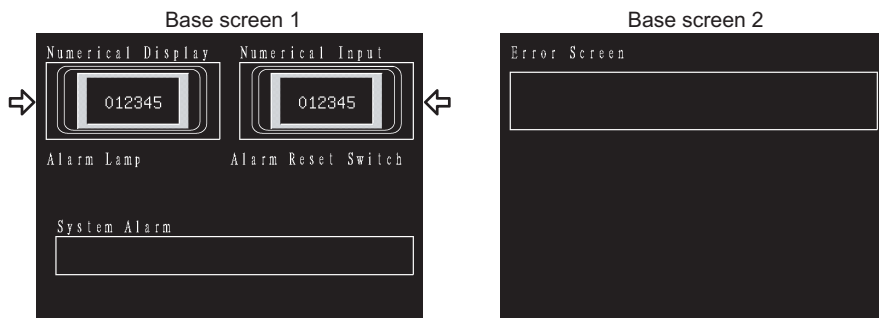 Base screen 1
Numerical Display Numerical Input
012345 012345
Alarm Lamp Alarm Reset Switch
System Alarm
Base screen 2
Error Screen